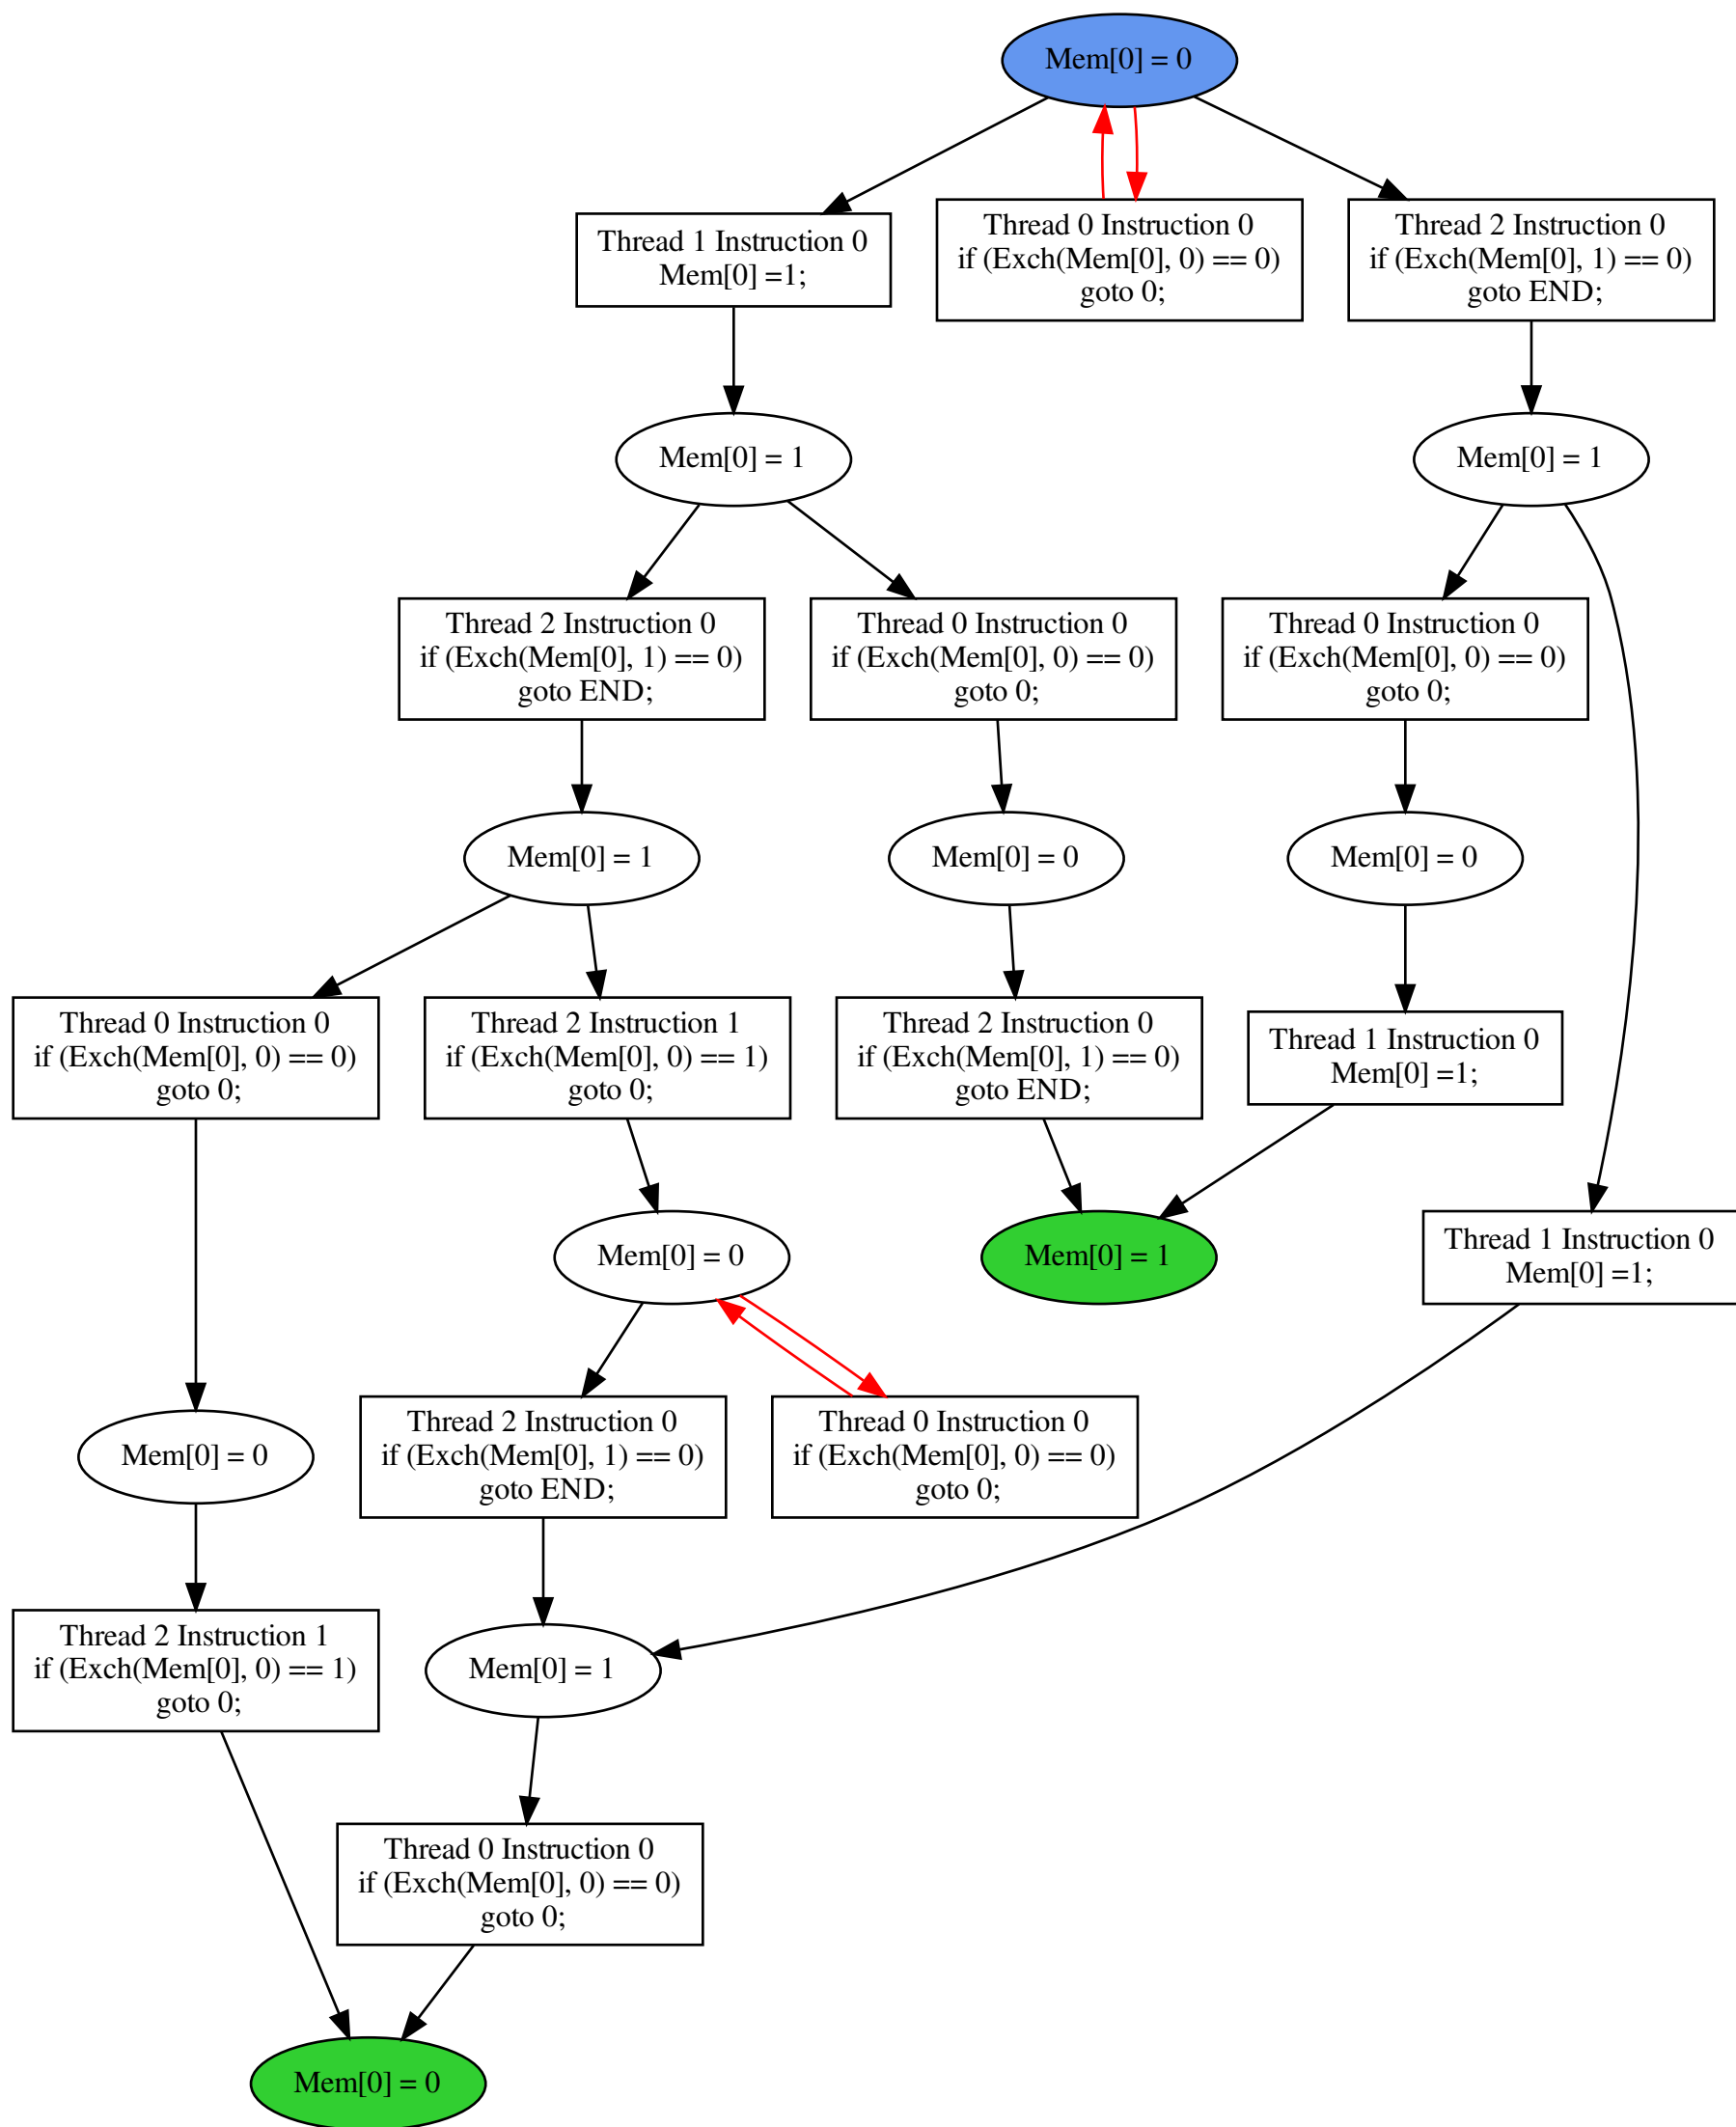 Mem[0] = 0
Thread 1 Instruction 0
Mem[0] =1;
Thread 0 Instruction 0
if (Exch(Mem[0], 0) == 0)
goto 0;
Thread 2 Instruction 0
if (Exch(Mem[0], 1) == 0)
goto END;
Mem[0] = 1
Mem[0] = 1
Thread 2 Instruction 0
if (Exch(Mem[0], 1) == 0)
goto END;
Thread 0 Instruction 0
if (Exch(Mem[0], 0) == 0)
goto 0;
Thread 0 Instruction 0
if (Exch(Mem[0], 0) == 0)
goto 0;
Mem[0] = 1
Mem[0] = 0
Mem[0] = 0
Thread 0 Instruction 0
if (Exch(Mem[0], 0) == 0)
goto 0;
Thread 2 Instruction 1
if (Exch(Mem[0], 0) == 1)
goto 0;
Thread 2 Instruction 0
if (Exch(Mem[0], 1) == 0)
goto END;
Thread 1 Instruction 0
Mem[0] =1;
Mem[0] = 0
Mem[0] = 1
Thread 1 Instruction 0
Mem[0] =1;
Mem[0] = 0
Thread 2 Instruction 0
if (Exch(Mem[0], 1) == 0)
goto END;
Thread 0 Instruction 0
if (Exch(Mem[0], 0) == 0)
goto 0;
Thread 2 Instruction 1
if (Exch(Mem[0], 0) == 1)
goto 0;
Mem[0] = 1
Thread 0 Instruction 0
if (Exch(Mem[0], 0) == 0)
goto 0;
Mem[0] = 0